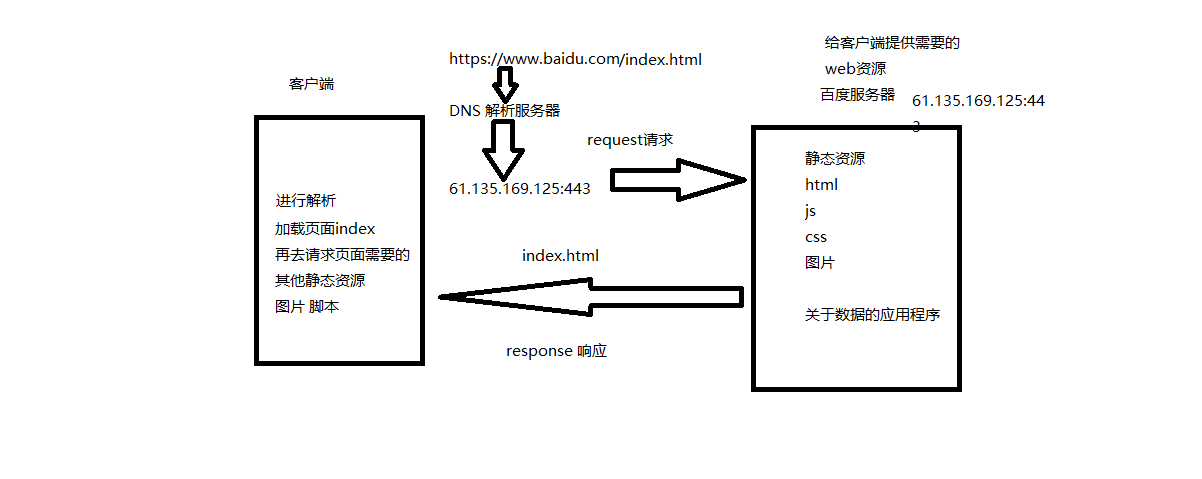 给客户端提供需要的
https://www.baidu.com/index.html
web资源
客户端
百度服务器
61.135.169.125:44
3
DNS 解析服务器
request请求
静态资源
html
61.135.169.125:443
进行解析
js
加载页面index
css
再去请求页面需要的
index.html
图片
其他静态资源
图片 脚本
关于数据的应用程序
response 响应